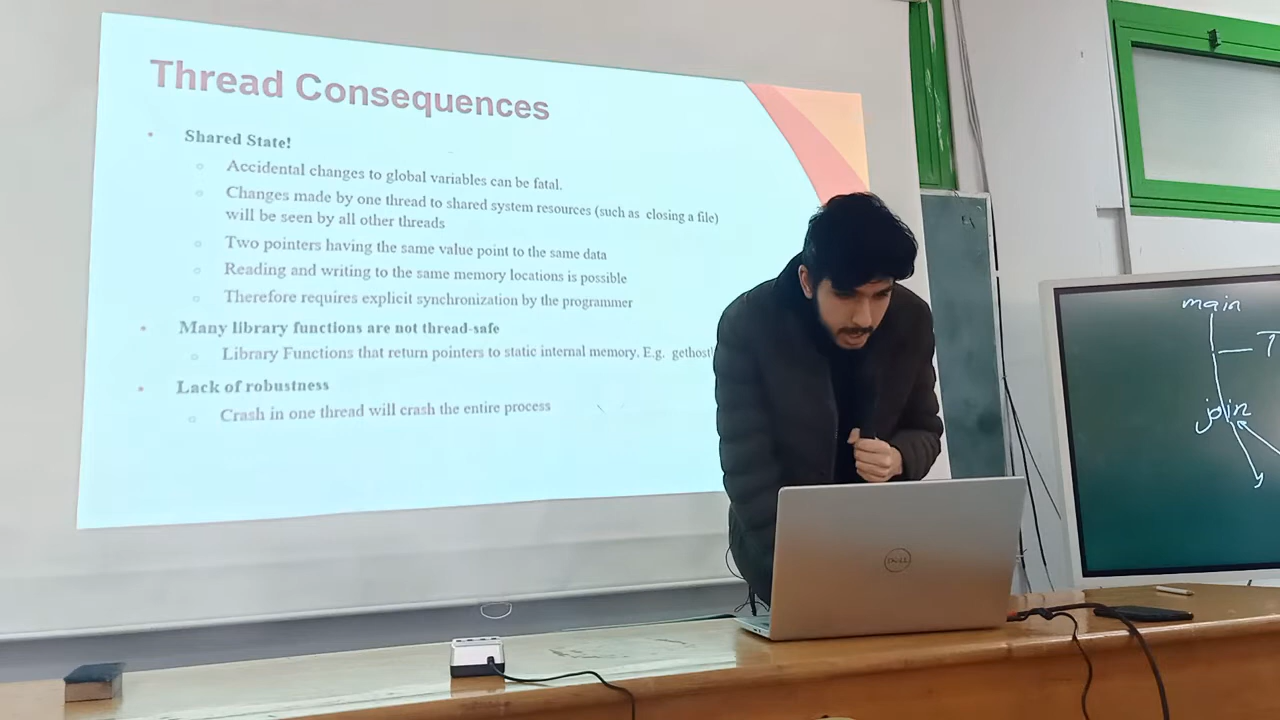 Thread Consequences
• Shared State!
○ Accidental changes to global variables can be fatal.
○ Changes made by one thread to shared system resources (such as closing a file)
will be seen by all other threads
○ Two pointers having the same value point to the same data
○ Reading and writing to the same memory locations is possible
○ Therefore requires explicit synchronization by the programmer
• Many library functions are not thread-safe
○ Library Functions that return pointers to static internal memory. E.g. gethost
• Lack of robustness
○ Crash in one thread will crash the entire process
main
T
join
DELL